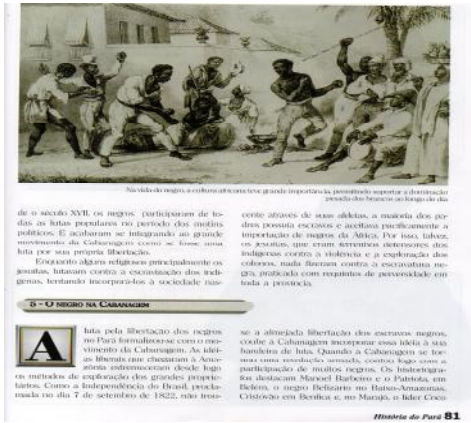 Na vida do negro, a cultura africana teve grande importância, permitindo suportar a dominação
pesada dos brancos ao longo do dia
de o século XVII, os negros participaram de to-
das as lutas populares no período dos motins
políticos. E acabaram se integrando ao grande
movimento da Cabanagem como se fosse uma
luta por sua própria libertação.
Enquanto alguns religiosos principalmente os
jesuítas, lutavam contra a escravização dos indí-
genas, tentando incorporá-los à sociedade nas-
cente através de suas aldeias, a maioria dos pa-
dres possuía escravos e aceitava pacificamente a
importação de negros da África. Por isso, talvez,
os jesuítas, que eram ferrenhos defensores dos
indígenas contra a violência e a exploração dos
colonos, nada fizeram contra a escravatura ne-
gra, praticada com requintes de perversidade em
toda a província.
5 - O NEGRO NA CABANAGEM
A luta pela libertação dos negros
no Pará formalizou-se com o mo-
vimento da Cabanagem. As idéi-
as liberais que chegaram à Ama-
zônia estremeceram desde logo
os métodos de exploração dos grandes proprie-
tários. Como a Independência do Brasil, procla-
mada no dia 7 de setembro de 1822, não trou-
se a almejada libertação dos escravos negros,
coube à Cabanagem incorporar essa idéia à sua
bandeira de luta. Quando a Cabanagem se tor-
nou uma revolução armada, contou logo com a
participação de muitos negros. Os historiogra-
fos destacam Manoel Barbeiro e o Patriota, em
Belém, o negro Belizário no Baixo-Amazonas,
Cristóvão em Benfica e, no Marajó, o líder Coco
História do Pará 81